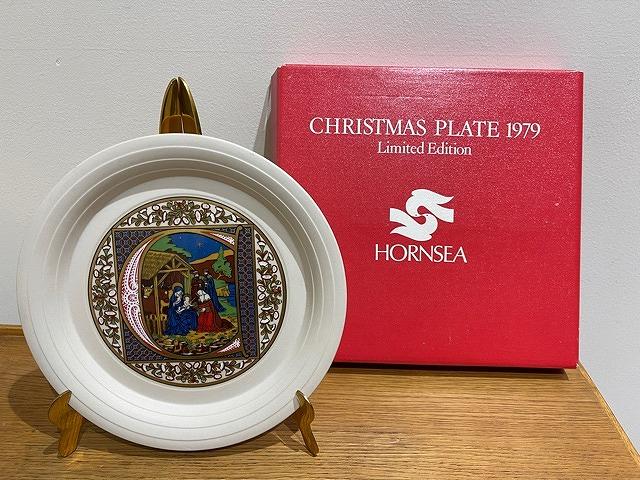 CHRISTMAS PLATE 1979
Limited Edition
HORNSEA
C